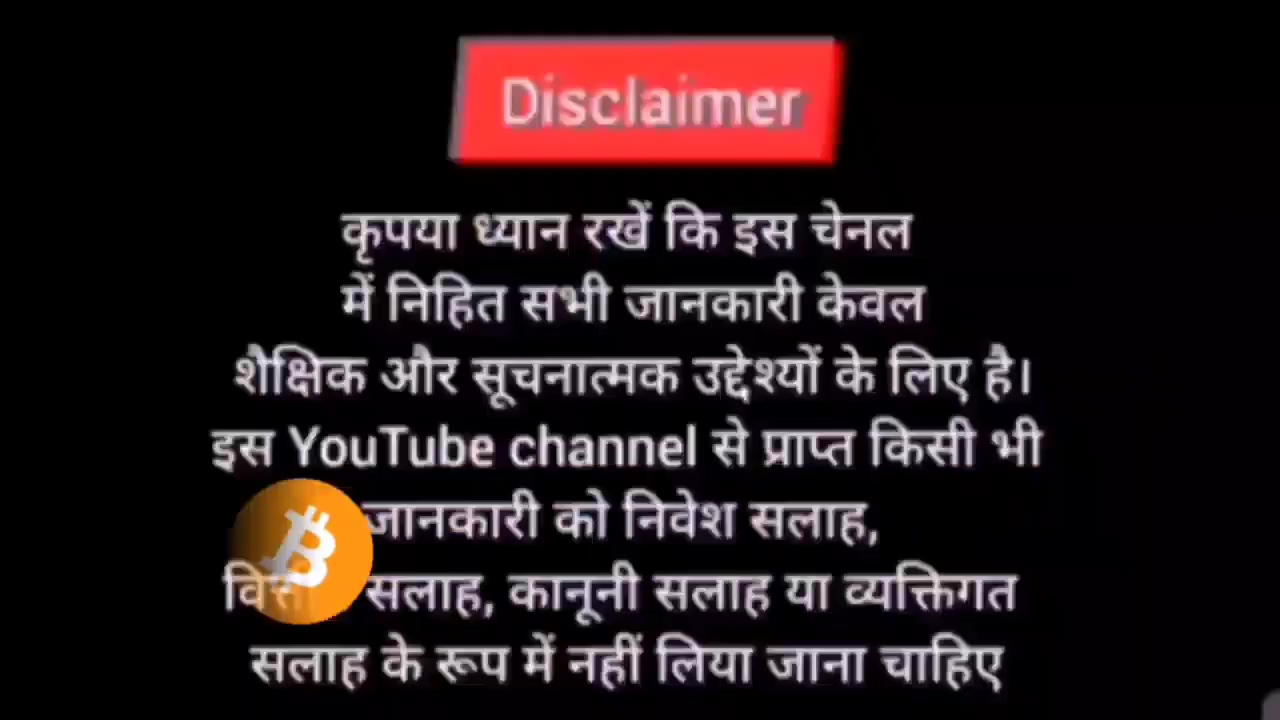 Disclaimer
कृपया ध्यान रखें कि इस चेनल
में निहित सभी जानकारी केवल
शैक्षिक और सूचनात्मक उद्देश्यों के लिए है।
इस YouTube channel से प्राप्त किसी भी
जानकारी को निवेश सलाह,
सलाह, कानूनी सलाह या व्यक्तिगत
सलाह के रूप में नहीं लिया जाना चाहिए